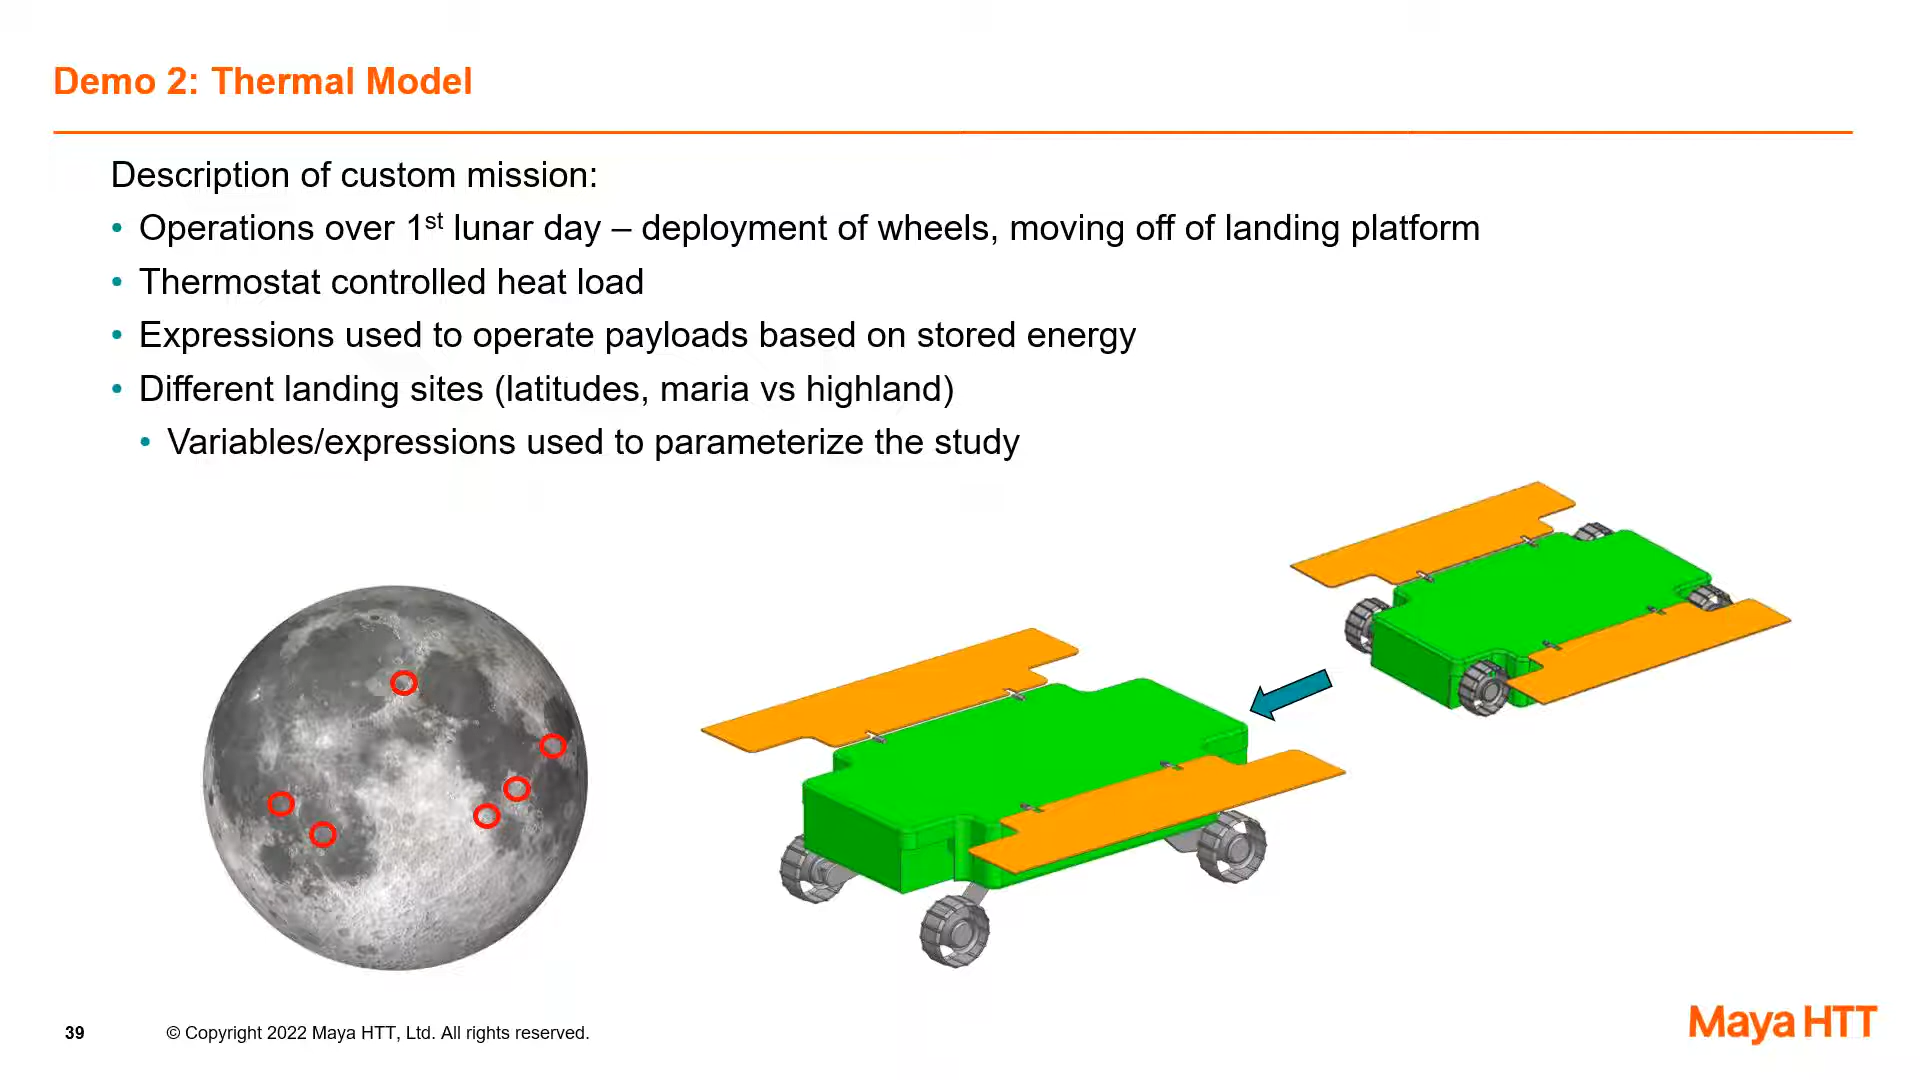 Demo 2: Thermal Model
Description of custom mission:
• Operations over 1st lunar day – deployment of wheels, moving off of landing platform
• Thermostat controlled heat load
• Expressions used to operate payloads based on stored energy
• Different landing sites (latitudes, maria vs highland)
• Variables/expressions used to parameterize the study
39
© Copyright 2022 Maya HTT, Ltd. All rights reserved.
Maya HTT